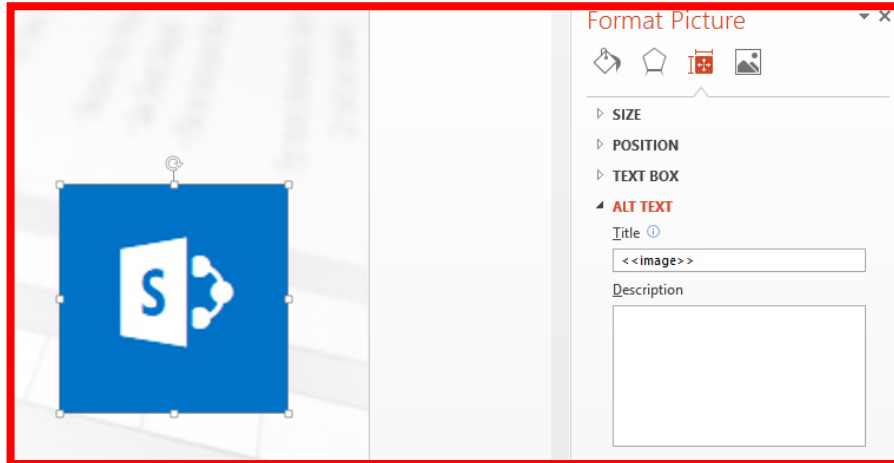 Format Picture
SIZE
POSITION
TEXT BOX
ALT TEXT
Title
<<image>>
Description
S